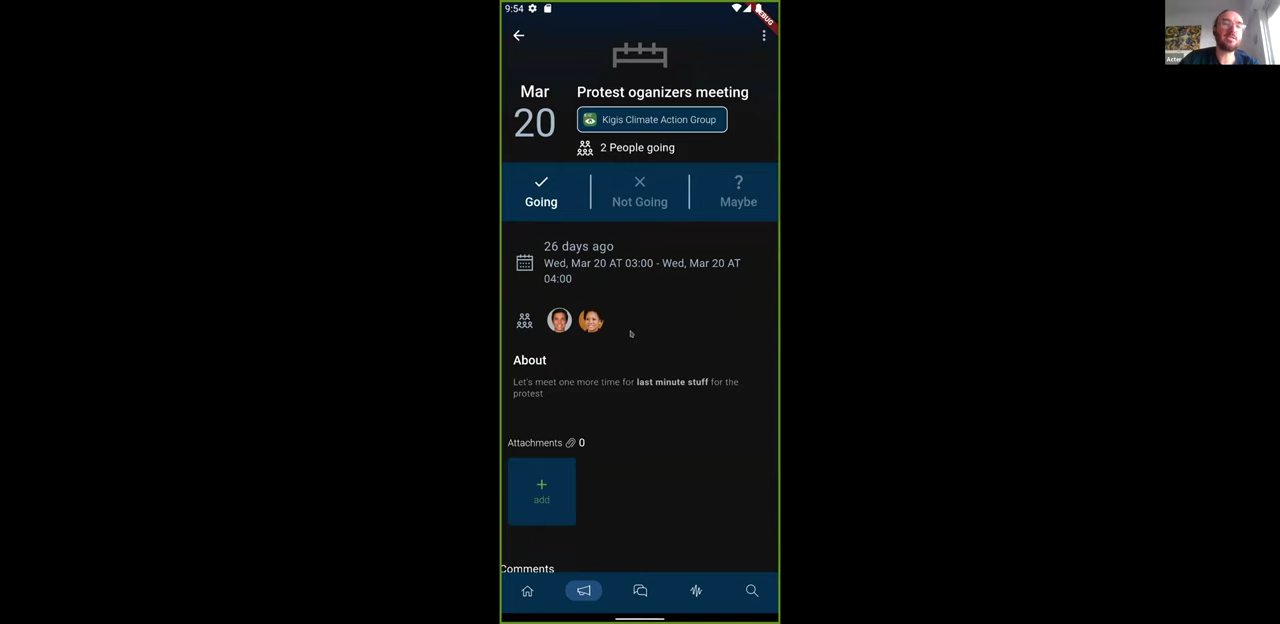 9:54
Mar
20
Protest oganizers meeting
Kigis Climate Action Group
2 People going
Going
Not Going
? Maybe
26 days ago
Wed, Mar 20 AT 03:00 - Wed, Mar 20 AT
04:00
About
Let's meet one more time for last minute stuff for the
protest
Attachments 0
+
add
Comments